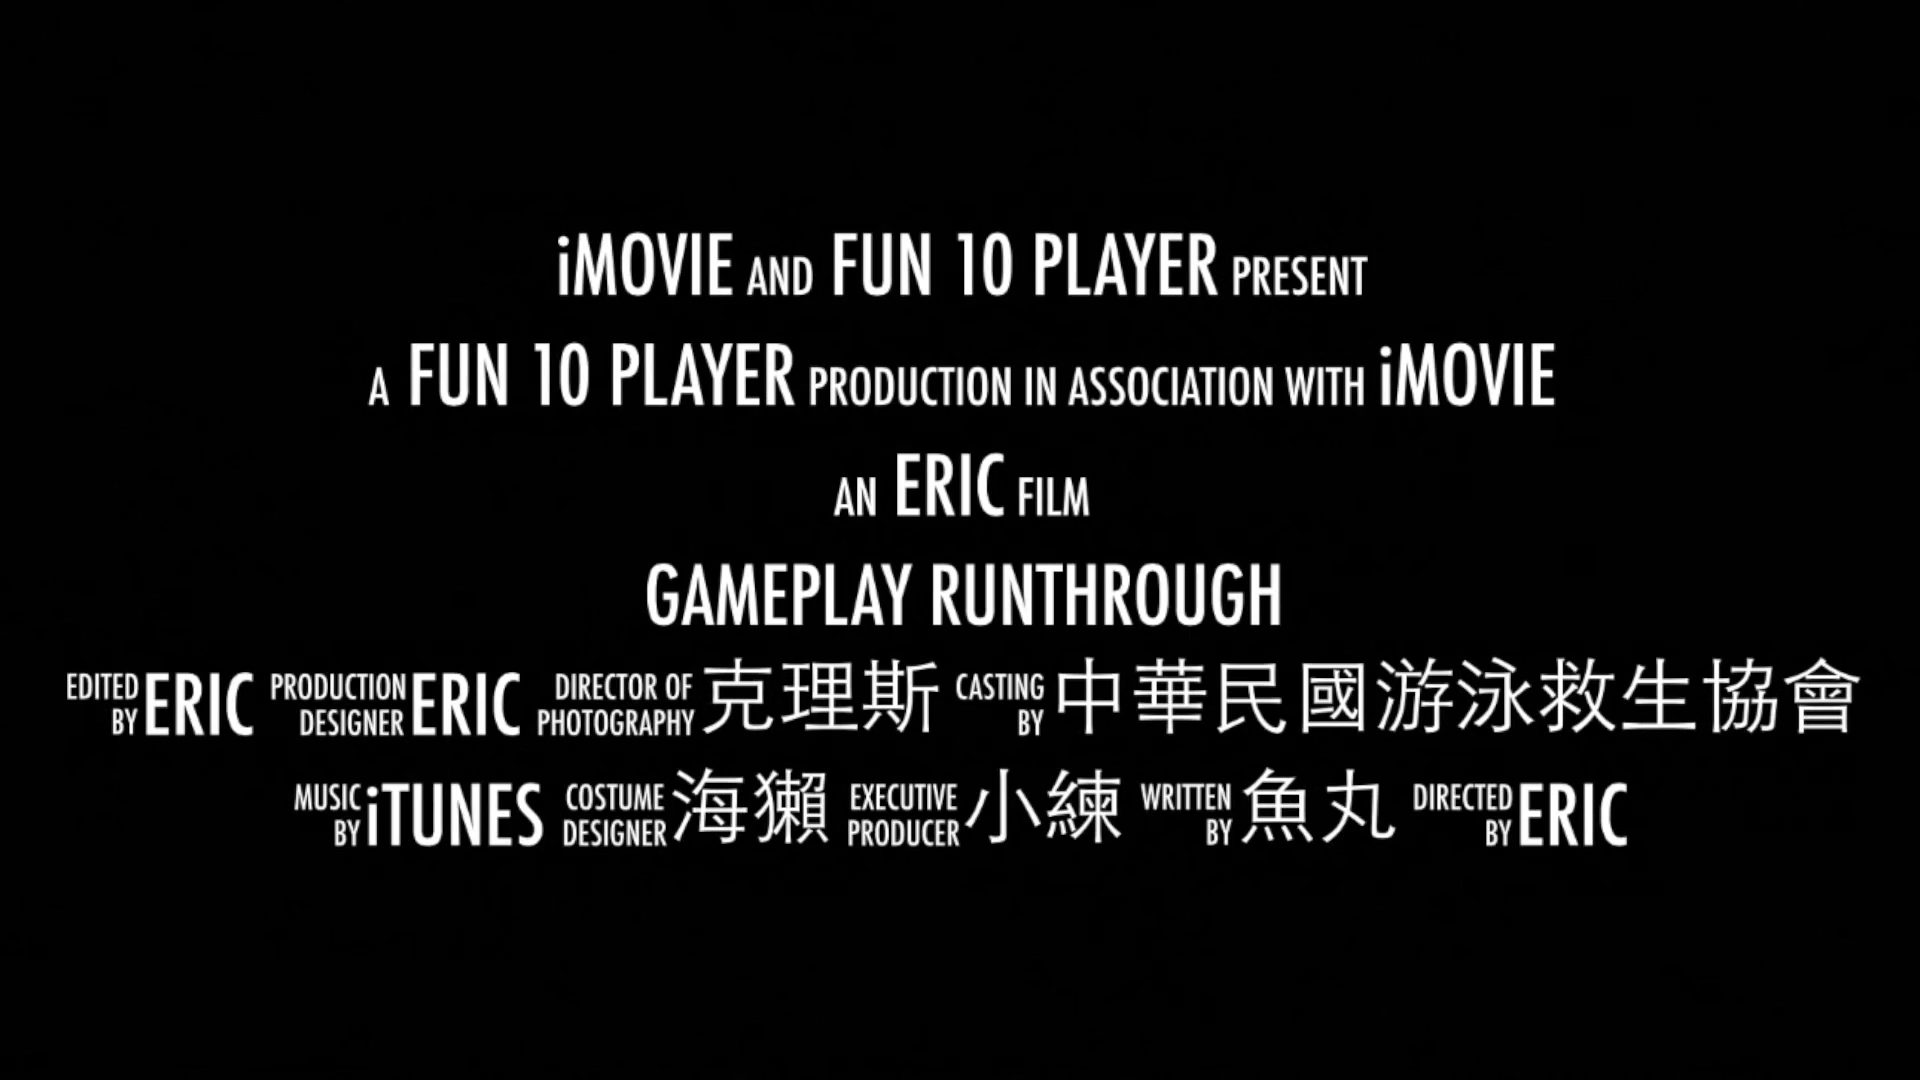 iMOVIE AND FUN 10 PLAYER PRESENT
A FUN 10 PLAYER PRODUCTION IN ASSOCIATION WITH iMOVIE
AN ERIC FILM
GAMEPLAY RUNTHROUGH
EDITED BY ERIC PRODUCTION DESIGNER ERIC DIRECTOR OF PHOTOGRAPHY 克理斯 CASTING BY 中華民國游泳救生協會
MUSIC BY iTUNES COSTUME DESIGNER 海獺 EXECUTIVE PRODUCER 小練 WRITTEN BY 魚丸 DIRECTED BY ERIC